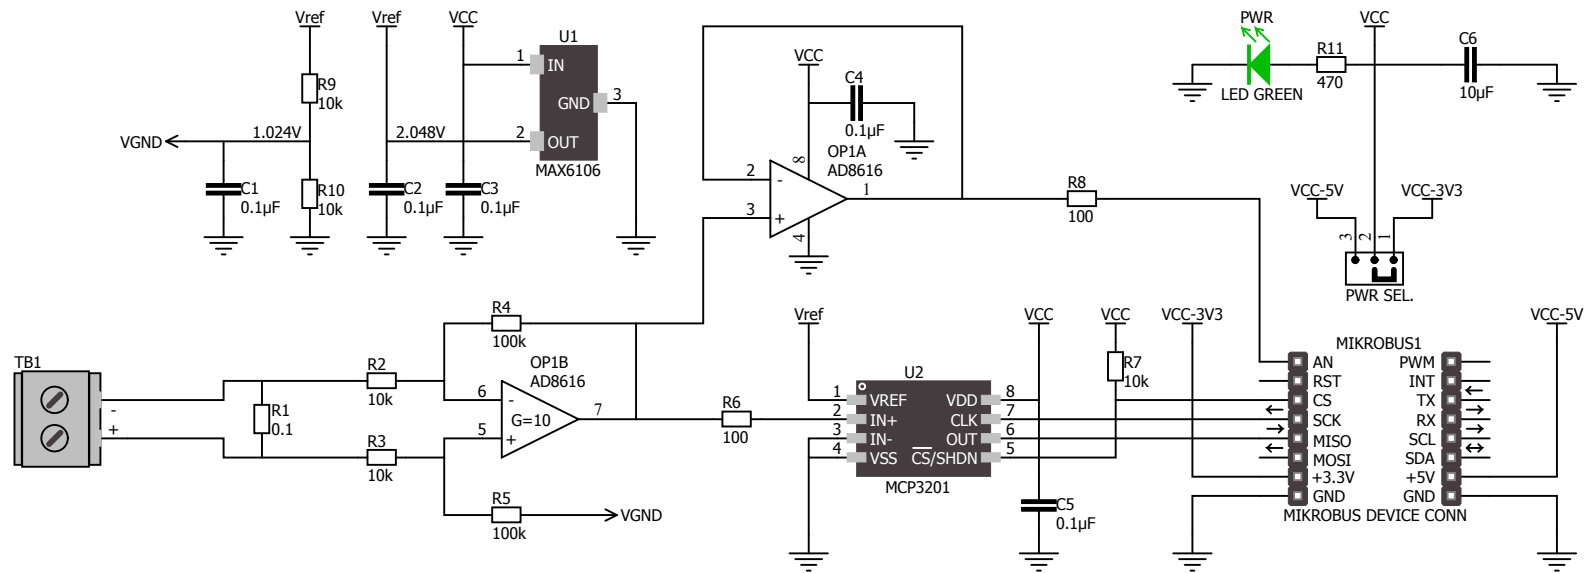 Vref
R9
10k
VGND
1.024V
C1
0.1µF
R10
10k
Vref
VCC
2.048V
C2
0.1µF
C3
0.1µF
U1
1
IN
GND
3
2
OUT
MAX6106
VCC
C4
0.1µF
OP1A
AD8616
8
2
-
3
+
4
1
R8
100
PWR
LED GREEN
R11
470
VCC
C6
10µF
VCC-5V
VCC-3V3
3
2
1
PWR SEL.
TB1
-
+
R1
0.1
R2
10k
R3
10k
R4
100k
OP1B
AD8616
6
-
G=10
5
+
7
R5
100k
VGND
R6
100
Vref
U2
1
VREF
2
IN+
3
IN-
4
VSS
VDD
8
CLK
7
OUT
6
CS/SHDN
5
MCP3201
VCC
C5
0.1µF
VCC
R7
10k
VCC-3V3
VCC-5V
MIKROBUS1
AN
RST
CS
SCK
MISO
MOSI
+3.3V
GND
PWM
INT
TX
RX
SCL
SDA
+5V
GND
MIKROBUS DEVICE CONN